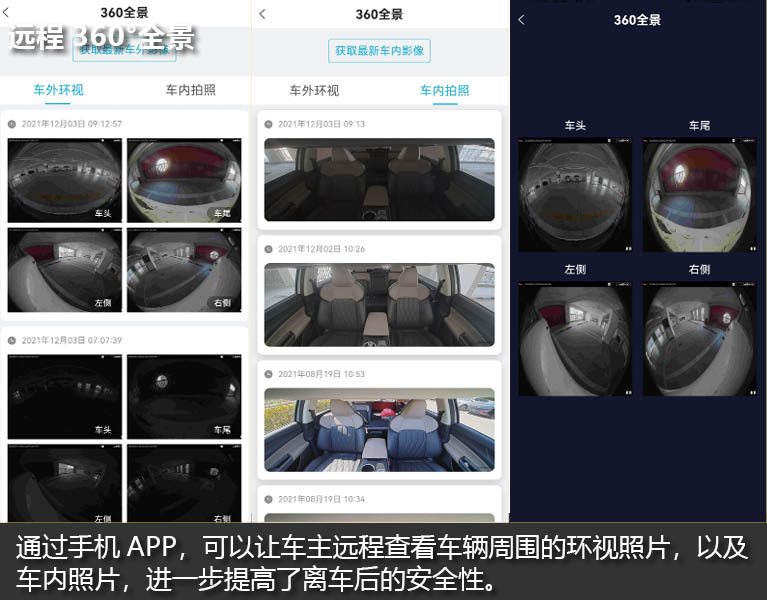 360全景
远程 360°全景
获取最新车外影像
车外环视
车内拍照
2021年12月03日 09:12:57
车头
车尾
左侧
右侧
2021年12月03日 07:07:39
车头
车尾
左侧
右侧
360全景
获取最新车内影像
车外环视
车内拍照
2021年12月03日 09:13
2021年12月02日 10:26
2021年08月19日 10:53
2021年08月19日 10:34
360全景
车头
车尾
左侧
右侧
通过手机 APP，可以让车主远程查看车辆周围的环视照片，以及
车内照片，进一步提高了离车后的安全性。